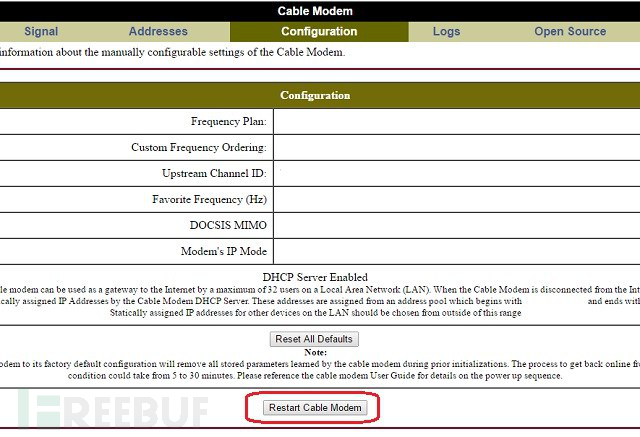 Cable Modem
Signal Addresses Configuration Logs Open Source
information about the manually configurable settings of the Cable Modem.
Configuration
Frequency Plan:
Custom Frequency Ordering:
Upstream Channel ID:
Favorite Frequency (Hz)
DOCSIS MIMO
Modem's IP Mode
DHCP Server Enabled
modem can be used as a gateway to the Internet by a maximum of 32 users on a Local Area Network (LAN). When the Cable Modem is disconnected from the Int
cally assigned IP Addresses by the Cable Modem DHCP Server. These addresses are assigned from an address pool which begins with and ends with
Statically assigned IP addresses for other devices on the LAN should be chosen from outside of this range
Reset All Defaults
Note:
odem to its factory default configuration will remove all stored parameters learned by the cable modem during prior initializations. The process to get back online from
condition could take from 5 to 30 minutes. Please reference the cable modem User Guide for details on the power up sequence.
Restart Cable Modem
FREEBUF